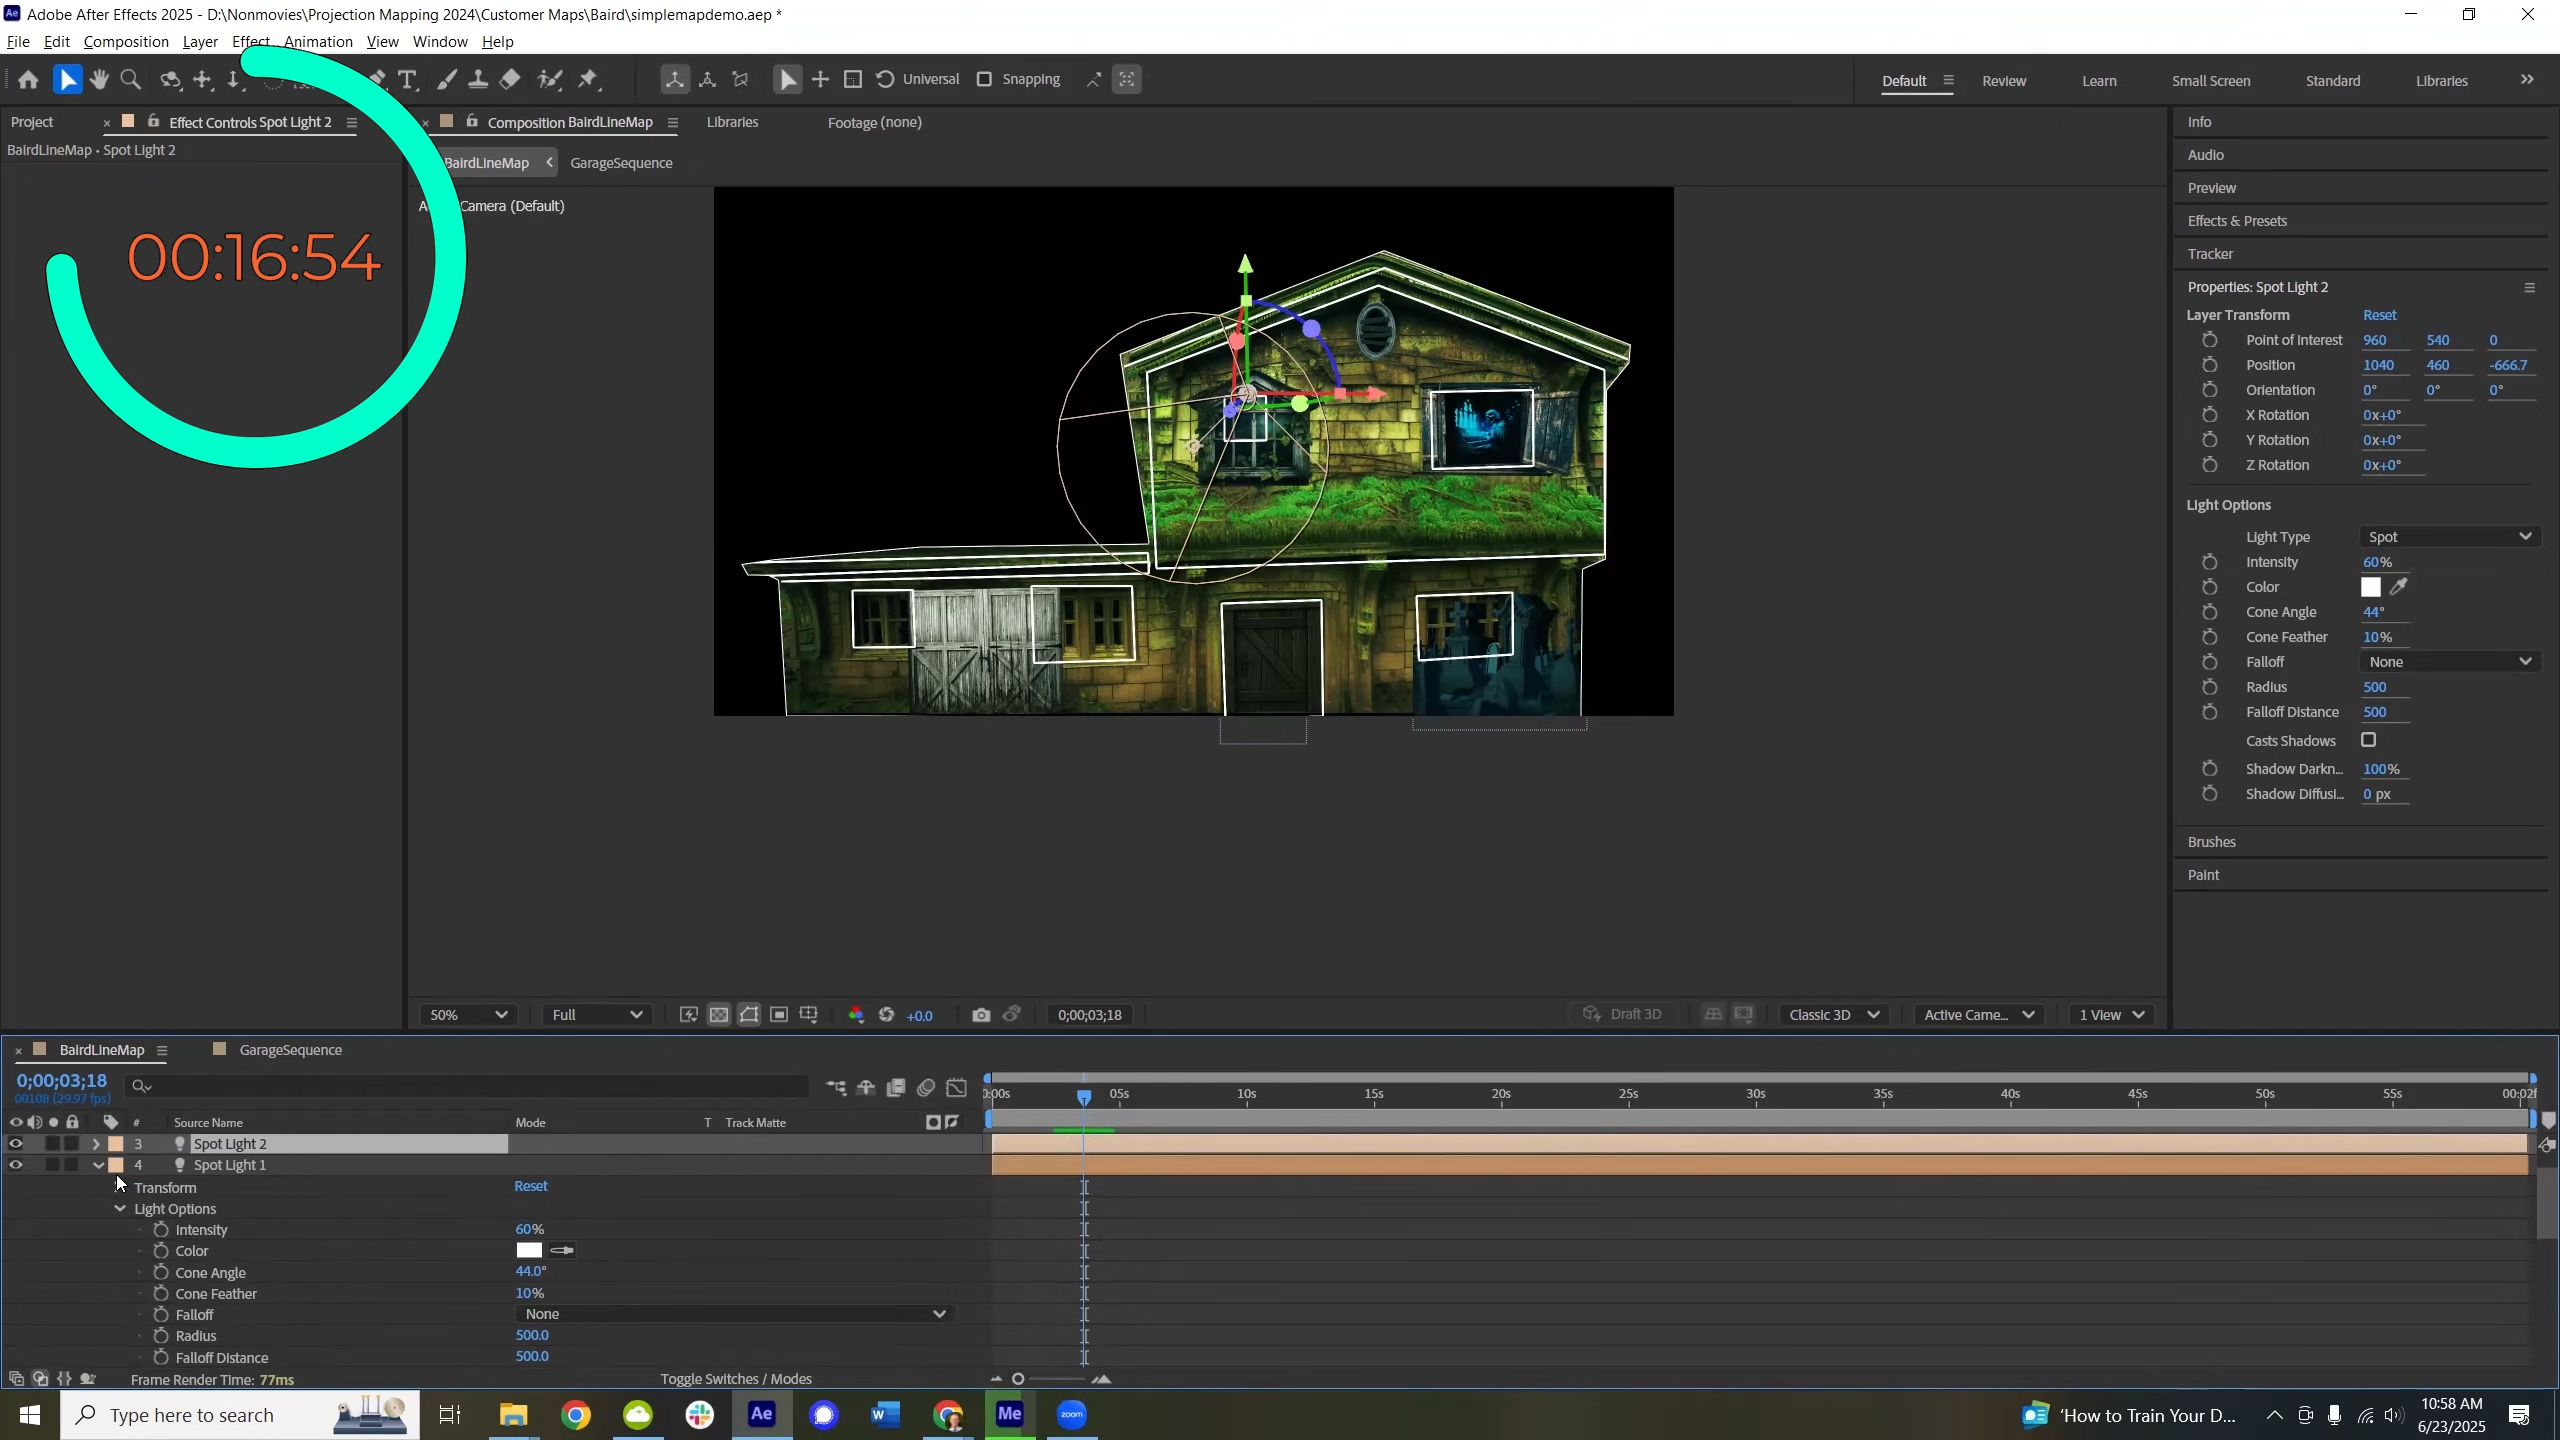 Adobe After Effects 2025 - D:\Nonmovies\Projection Mapping 2024\Customer Maps\Baird\simplemapdemo.aep *
File Edit Composition Layer Effect Animation View Window Help
Universal Snapping Default Review Learn Small Screen Standard Libraries
Project Effect Controls Spot Light 2 Composition BairdLineMap Libraries Footage (none)
BairdLineMap • Spot Light 2
BairdLineMap GarageSequence
Camera (Default)
00:16:54
Info
Audio
Preview
Effects & Presets
Tracker
Properties: Spot Light 2
Layer Transform Reset
Point of Interest 960 540 0
Position 1040 460 -666.7
Orientation 0° 0° 0°
X Rotation 0x+0°
Y Rotation 0x+0°
Z Rotation 0x+0°
Light Options
Light Type Spot
Intensity 60%
Color
Cone Angle 44°
Cone Feather 10%
Falloff None
Radius 500
Falloff Distance 500
Casts Shadows
Shadow Darkn... 100%
Shadow Diffusi... 0 px
Brushes
Paint
50% Full +0.0 0;00;03;18 Draft 3D Classic 3D Active Came... 1 View
BairdLineMap GarageSequence
0;00;03;18
00108 (29.97 fps)
0:00s 05s 10s 15s 20s 25s 30s 35s 40s 45s 50s 55s
# Source Name Mode T Track Matte
3 Spot Light 2
4 Spot Light 1
Transform Reset
Light Options
Intensity 60%
Color
Cone Angle 44.0°
Cone Feather 10%
Falloff None
Radius 500.0
Falloff Distance 500.0
Frame Render Time: 77ms Toggle Switches / Modes
Type here to search Ae Me zoom 'How to Train Your D... 10:58 AM
6/23/2025